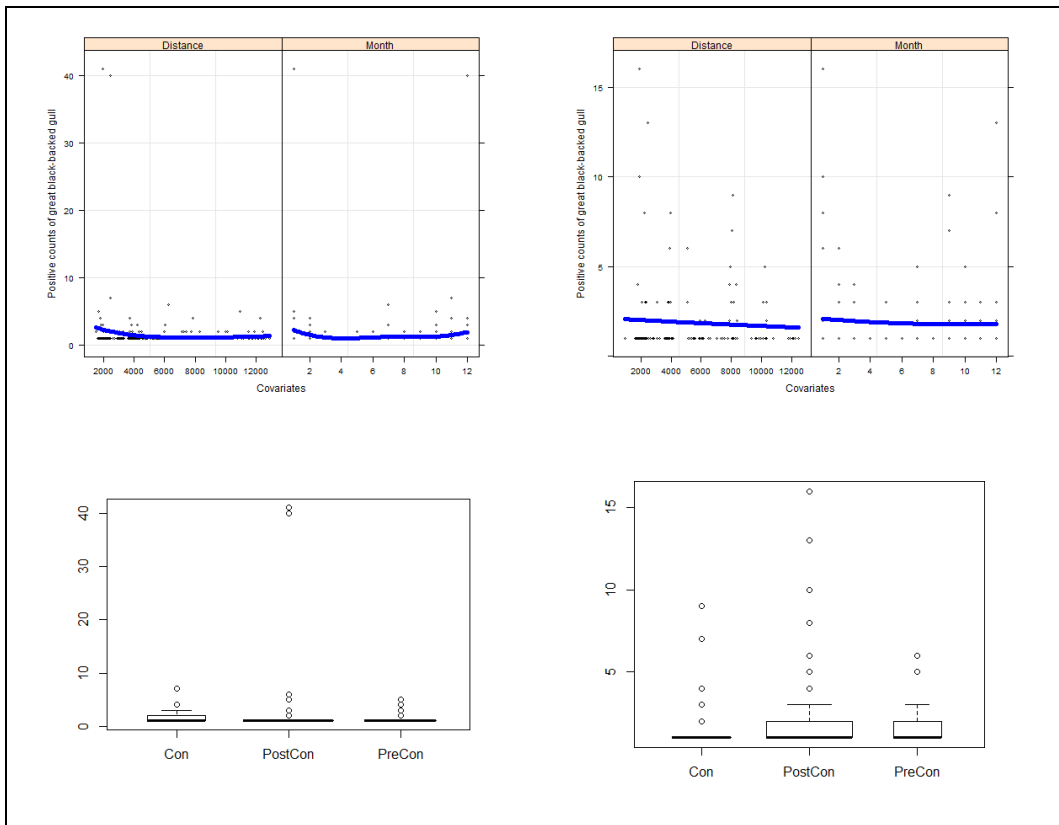 Distance Month
Positive counts of great black-backed gull
40
30
20
10
0
2000 4000 6000 8000 10000 12000
2 4 6 8 10 12
Covariates
Distance Month
Positive counts of great black-backed gull
15
10
5
2000 4000 6000 8000 10000 12000
2 4 6 8 10 12
Covariates
40
30
20
10
0
Con PostCon PreCon
15
10
5
Con PostCon PreCon